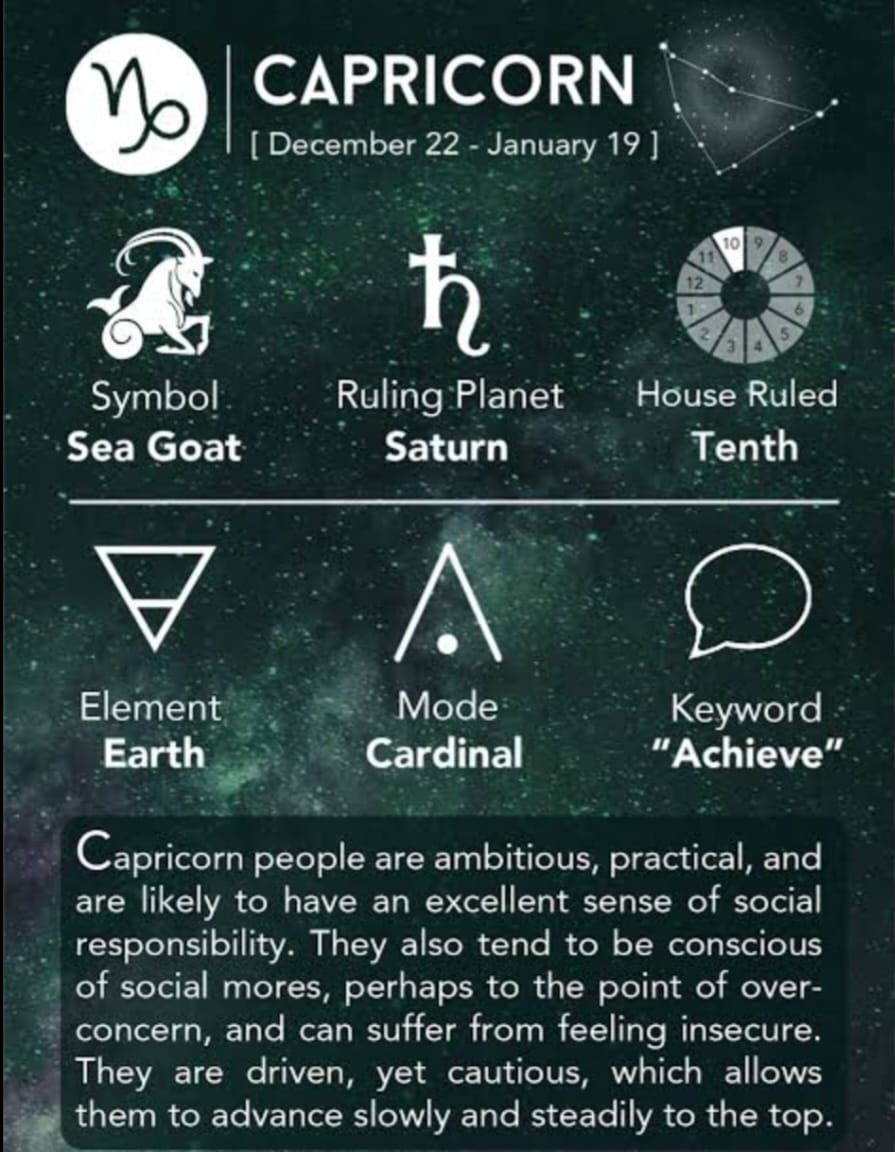 CAPRICORN
[ December 22 - January 19 ]
10 9
11 8
12 7
1 6
2 5
3 4
Symbol Ruling Planet House Ruled
Sea Goat Saturn Tenth
Element Mode Keyword
Earth Cardinal "Achieve"
Capricorn people are ambitious, practical, and
are likely to have an excellent sense of social
responsibility. They also tend to be conscious
of social mores, perhaps to the point of over-
concern, and can suffer from feeling insecure.
They are driven, yet cautious, which allows
them to advance slowly and steadily to the top.